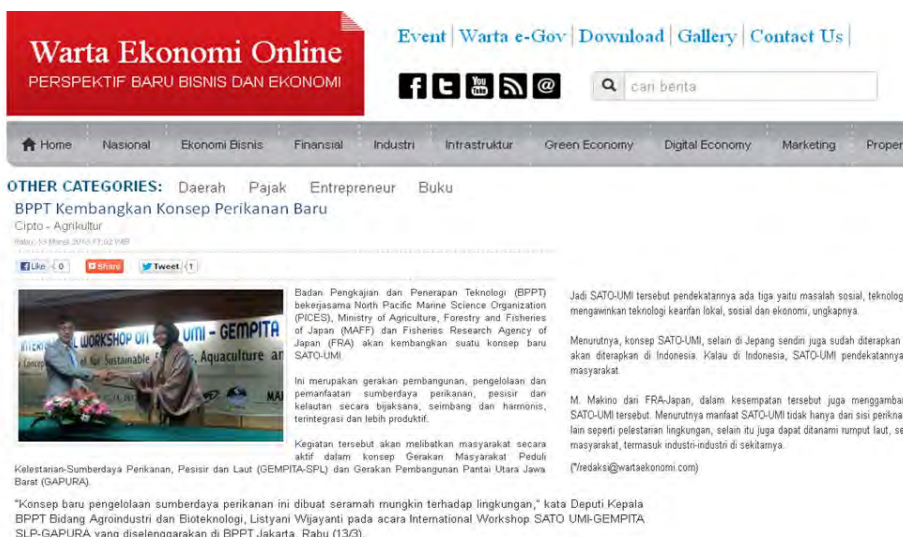 Warta Ekonomi Online
PERSPEKTIF BARU BISNIS DAN EKONOMI
Event | Warta e-Gov | Download | Gallery | Contact Us |
cari berita
Home Nasional Ekonomi Bisnis Finansial Industri Infrastruktur Green Economy Digital Economy Marketing Proper
OTHER CATEGORIES: Daerah Pajak Entrepreneur Buku
BPPT Kembangkan Konsep Perikanan Baru
Cipto - Agrikultur
Like 0 Share Tweet 1
WORKSHOP ON UMI - GEMPITA
for Sustainable Aquaculture
Badan Pengkajian dan Penerapan Teknologi (BPPT)
bekerjasama North Pacific Marine Science Organization
(PICES), Ministry of Agriculture, Forestry and Fisheries
of Japan (MAFF) dan Fisheries Research Agency of
Japan (FRA) akan kembangkan suatu konsep baru
SATO-UMI.
Ini merupakan gerakan pembangunan, pengelolaan dan
pemanfaatan sumberdaya perikanan, pesisir dan
kelautan secara bijaksana, seimbang dan harmonis,
terintegrasi dan lebih produktif.
Kegiatan tersebut akan melibatkan masyarakat secara
aktif dalam konsep Gerakan Masyarakat Peduli
Kelestarian-Sumberdaya Perikanan, Pesisir dan Laut (GEMPITA-SPL) dan Gerakan Pembangunan Pantai Utara Jawa
Barat (GAPURA).
"Konsep baru pengelolaan sumberdaya perikanan ini dibuat seramah mungkin terhadap lingkungan," kata Deputi Kepala
BPPT Bidang Agroindustri dan Bioteknologi, Listyani Wijayanti pada acara International Workshop SATO UMI-GEMPITA
SLP-GAPURA yang diselenggarakan di BPPT Jakarta, Rabu (13/3).
Jadi SATO-UMI tersebut pendekatannya ada tiga yaitu masalah sosial, teknolog
mengawinkan teknologi kearifan lokal, sosial dan ekonomi, ungkapnya.
Menurutnya, konsep SATO-UMI, selain di Jepang sendiri juga sudah diterapkan
akan diterapkan di Indonesia. Kalau di Indonesia, SATO-UMI pendekatannya
masyarakat.
M. Makino dari FRA-Japan, dalam kesempatan tersebut juga menggambar
SATO-UMI tersebut. Menurutnya manfaat SATO-UMI tidak hanya dari sisi perikna
lain seperti pelestarian lingkungan, selain itu juga dapat ditanami rumput laut, se
masyarakat, termasuk industri-industri di sekitarnya.
(*/redaksi@wartaekonomi.com)